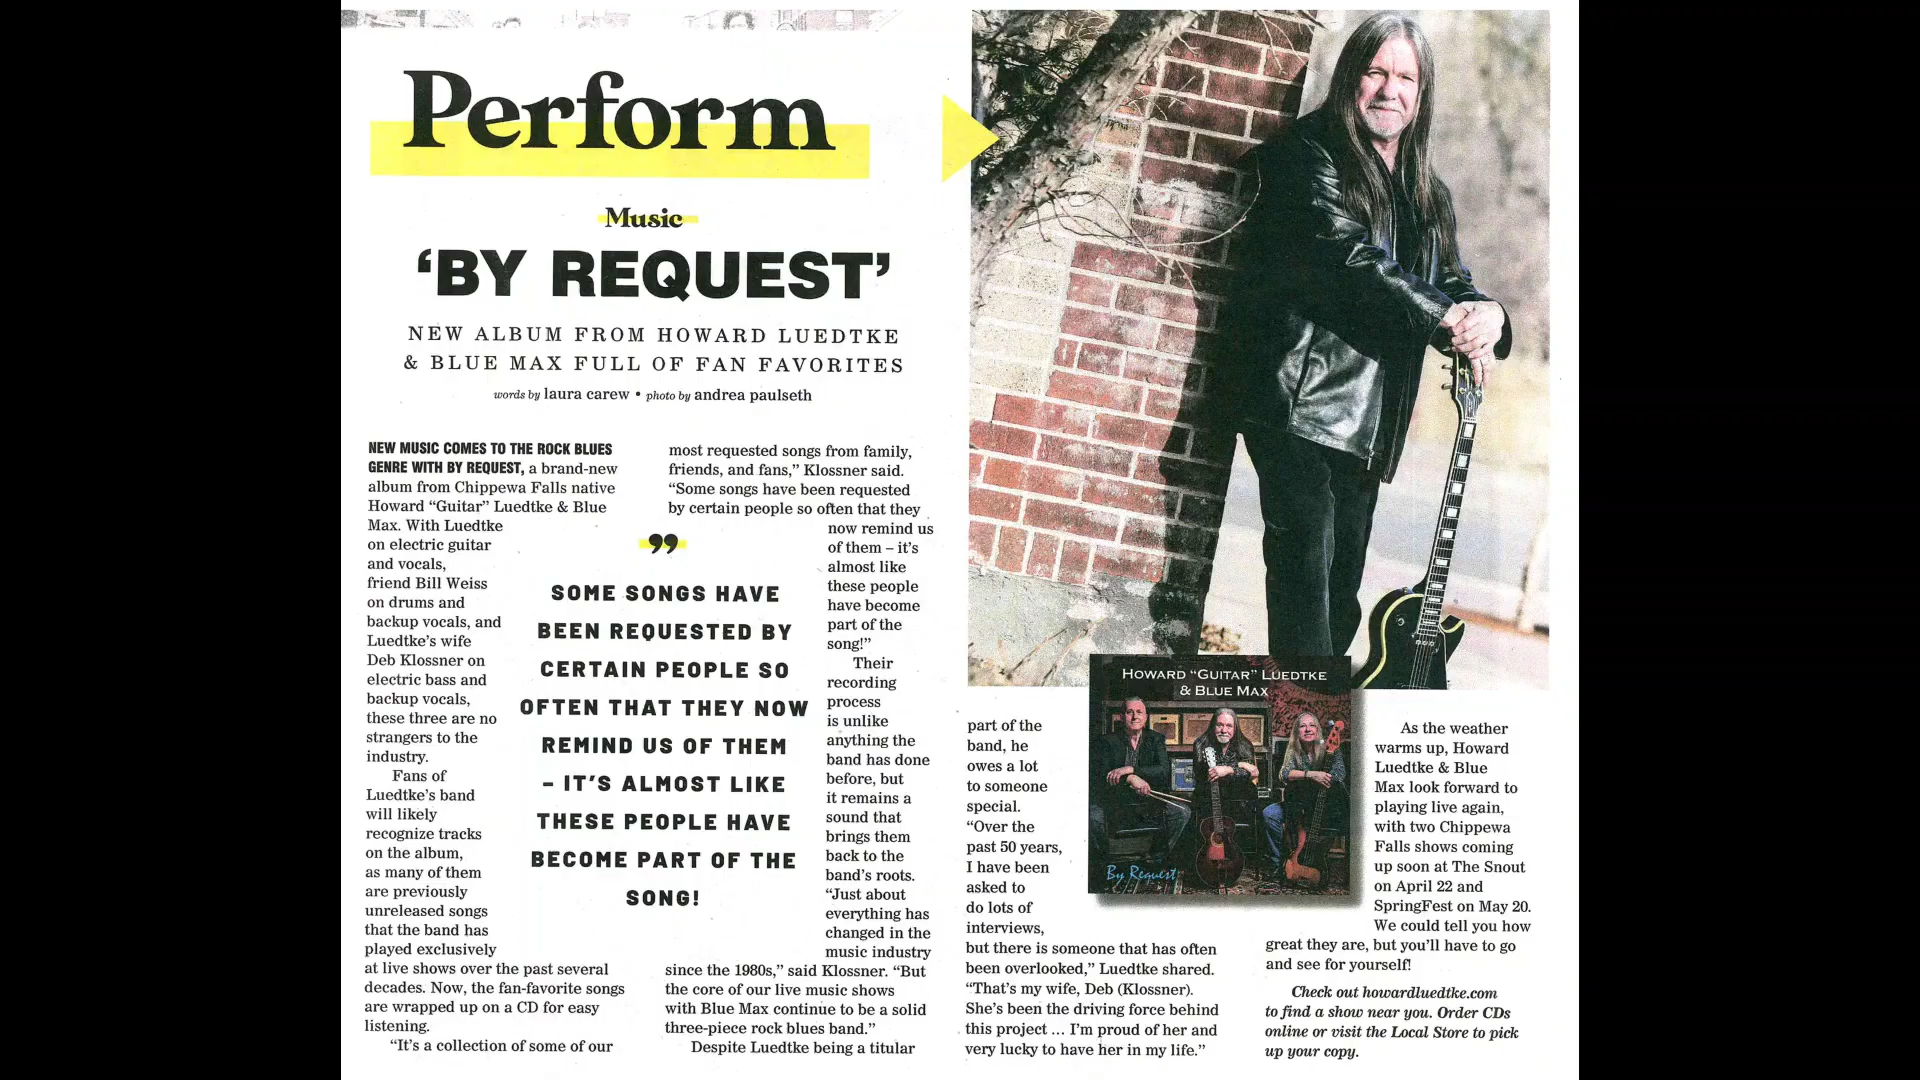 Perform
Music
‘BY REQUEST’
NEW ALBUM FROM HOWARD LUEDTKE
& BLUE MAX FULL OF FAN FAVORITES
words by laura carew • photo by andrea paulseth
NEW MUSIC COMES TO THE ROCK BLUES
GENRE WITH BY REQUEST, a brand-new
album from Chippewa Falls native
Howard “Guitar” Luedtke & Blue
Max. With Luedtke
on electric guitar
and vocals,
friend Bill Weiss
on drums and
backup vocals, and
Luedtke’s wife
Deb Klossner on
electric bass and
backup vocals,
these three are no
strangers to the
industry.
Fans of
Luedtke’s band
will likely
recognize tracks
on the album,
as many of them
are previously
unreleased songs
that the band has
played exclusively
at live shows over the past several
decades. Now, the fan-favorite songs
are wrapped up on a CD for easy
listening.
“It’s a collection of some of our
”
SOME SONGS HAVE
BEEN REQUESTED BY
CERTAIN PEOPLE SO
OFTEN THAT THEY NOW
REMIND US OF THEM
– IT’S ALMOST LIKE
THESE PEOPLE HAVE
BECOME PART OF THE
SONG!
most requested songs from family,
friends, and fans,” Klossner said.
“Some songs have been requested
by certain people so often that they
now remind us
of them – it’s
almost like
these people
have become
part of the
song!”
Their
recording
process
is unlike
anything the
band has done
before, but
it remains a
sound that
brings them
back to the
band’s roots.
“Just about
everything has
changed in the
music industry
since the 1980s,” said Klossner. “But
the core of our live music shows
with Blue Max continue to be a solid
three-piece rock blues band.”
Despite Luedtke being a titular
part of the
band, he
owes a lot
to someone
special.
“Over the
past 50 years,
I have been
asked to
do lots of
interviews,
but there is someone that has often
been overlooked,” Luedtke shared.
“That’s my wife, Deb (Klossner).
She’s been the driving force behind
this project ... I’m proud of her and
very lucky to have her in my life.”
HOWARD “GUITAR” LUEDTKE
& BLUE MAX
By Request
As the weather
warms up, Howard
Luedtke & Blue
Max look forward to
playing live again,
with two Chippewa
Falls shows coming
up soon at The Snout
on April 22 and
SpringFest on May 20.
We could tell you how
great they are, but you’ll have to go
and see for yourself!
Check out howardluedtke.com
to find a show near you. Order CDs
online or visit the Local Store to pick
up your copy.